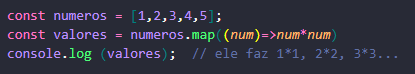 const numeros = [1,2,3,4,5];
const valores = numeros.map((num)=>num*num)
console.log (valores);  // ele faz 1*1, 2*2, 3*3...